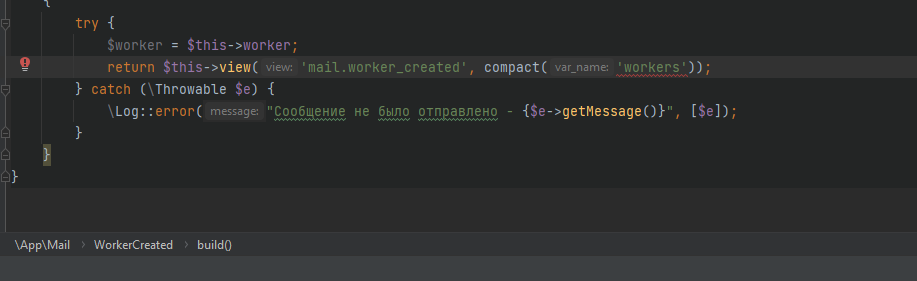 {
try {
$worker = $this->worker;
return $this->view( view: 'mail.worker_created', compact( var_name: 'workers'));
} catch (\Throwable $e) {
\Log::error( message: "Сообщение не было отправлено - {$e->getMessage()}", [$e]);
}
}
}
\App\Mail › WorkerCreated › build()